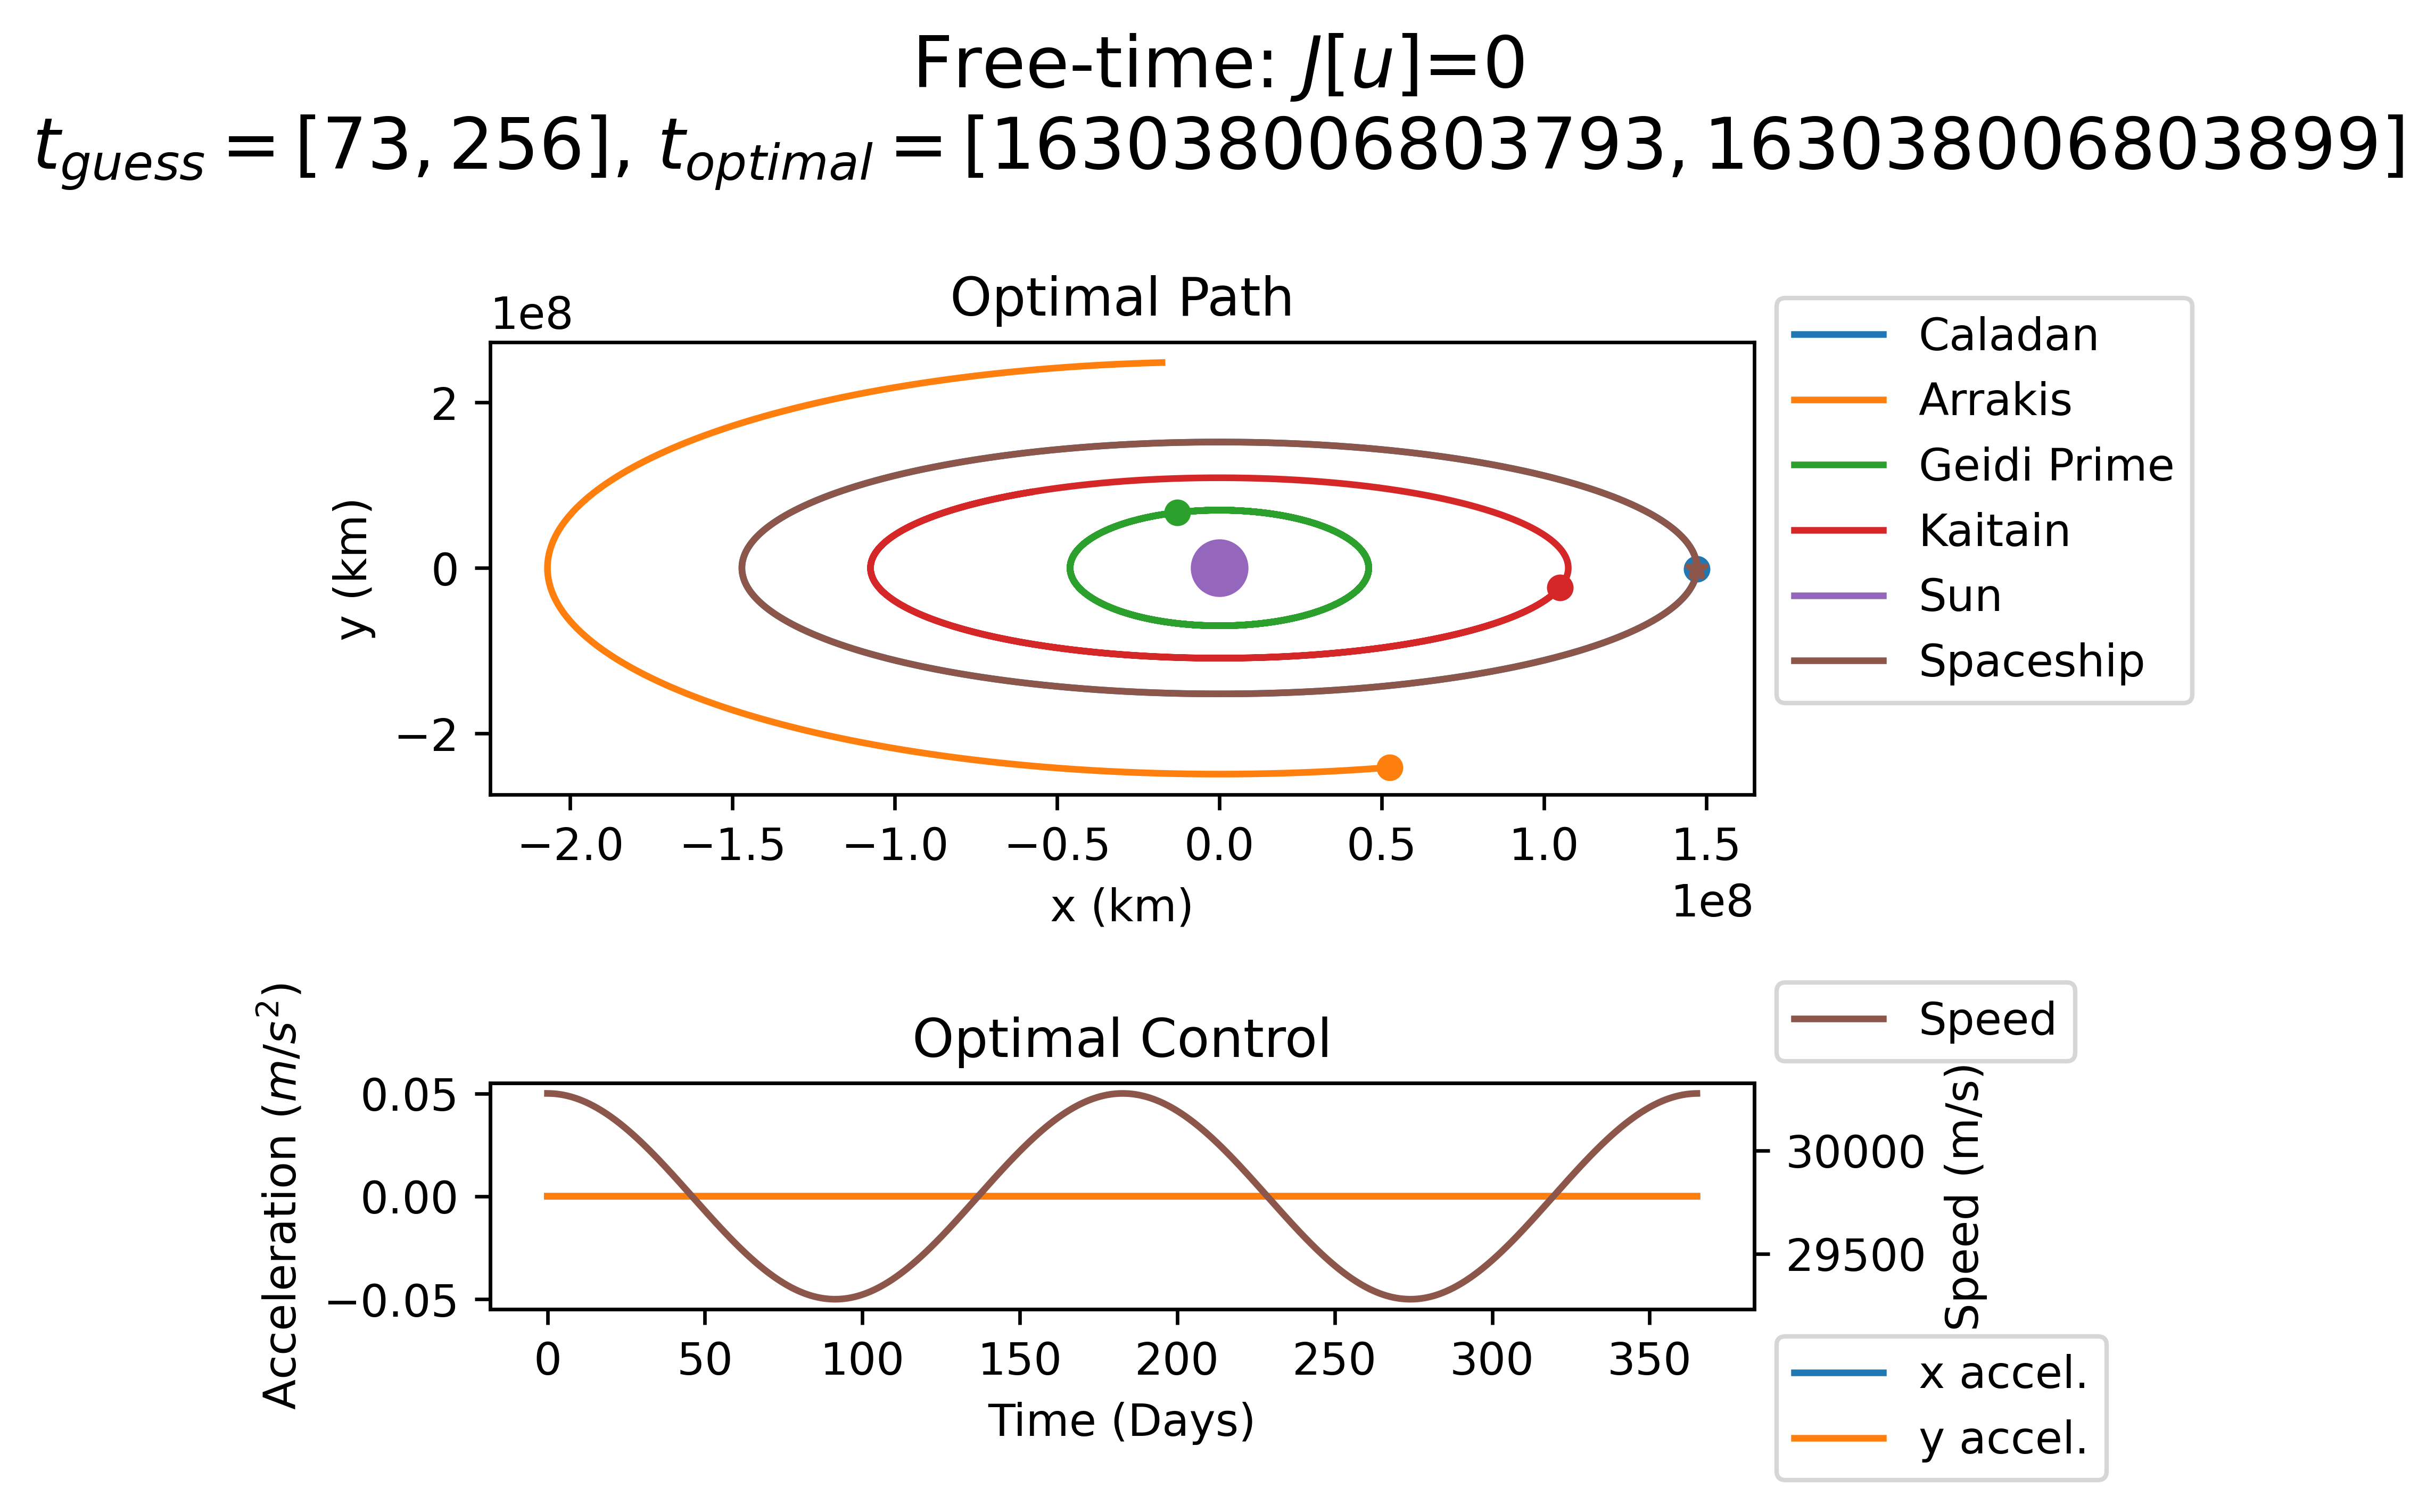 Free-time: J[u]=0
t_guess = [73, 256], t_optimal = [163038006803793, 163038006803899]
Optimal Path
1e8
2
0
−2
y (km)
−2.0 −1.5 −1.0 −0.5 0.0 0.5 1.0 1.5
x (km)
1e8
Caladan
Arrakis
Geidi Prime
Kaitain
Sun
Spaceship
Optimal Control
Acceleration (m/s²)
0.05
0.00
−0.05
0 50 100 150 200 250 300 350
Time (Days)
30000
29500
Speed (m/s)
Speed
x accel.
y accel.